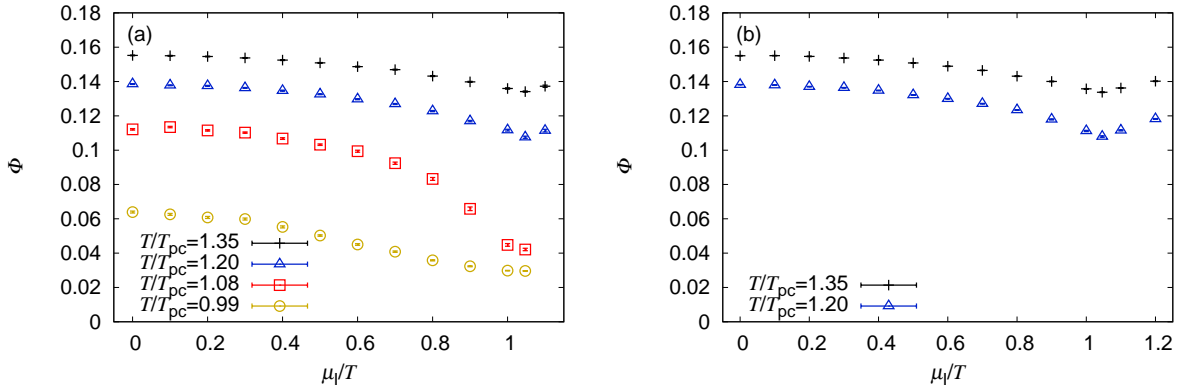 (a)
0.18
0.16
0.14
0.12
0.1
0.08
0.06
0.04
0.02
0
Φ
T/Tpc=1.35
T/Tpc=1.20
T/Tpc=1.08
T/Tpc=0.99
0 0.2 0.4 0.6 0.8 1
μI/T
(b)
0.18
0.16
0.14
0.12
0.1
0.08
0.06
0.04
0.02
0
Φ
T/Tpc=1.35
T/Tpc=1.20
0 0.2 0.4 0.6 0.8 1 1.2
μI/T